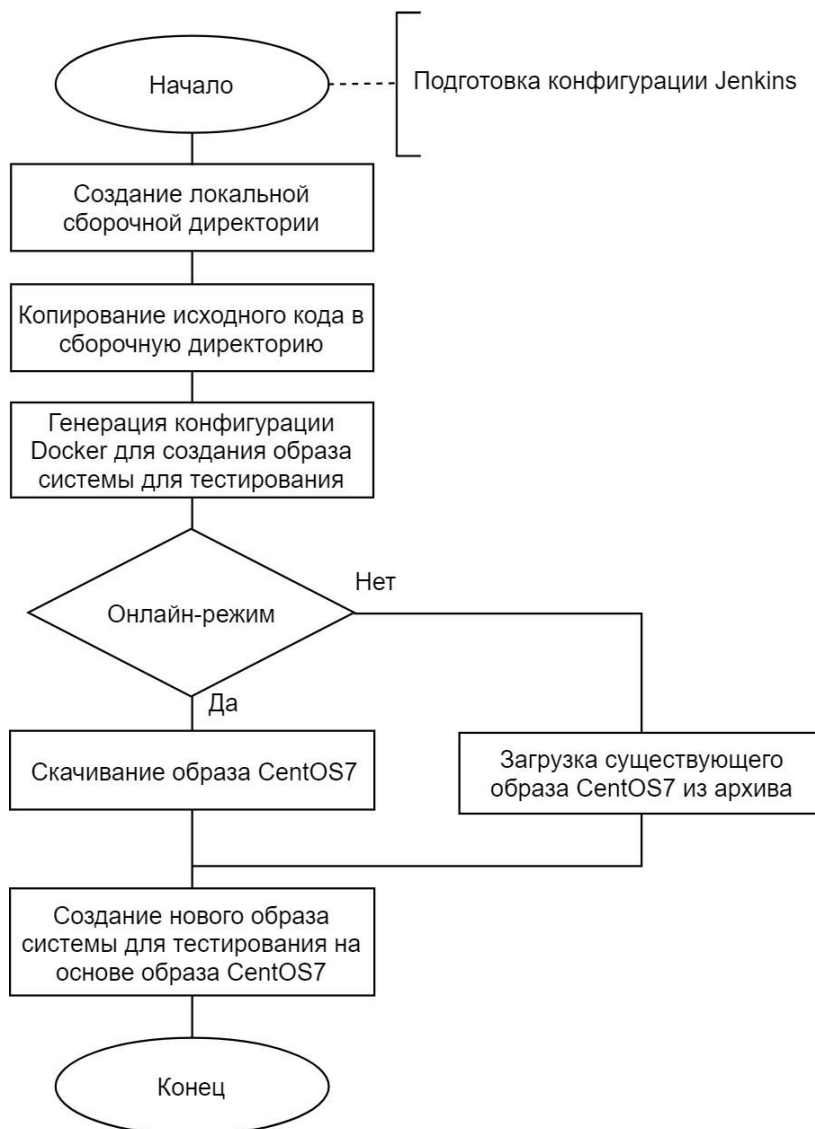 Начало
Подготовка конфигурации Jenkins
Создание локальной
сборочной директории
Копирование исходного кода в
сборочную директорию
Генерация конфигурации
Docker для создания образа
системы для тестирования
Онлайн-режим
Нет
Да
Скачивание образа CentOS7
Загрузка существующего
образа CentOS7 из архива
Создание нового образа
системы для тестирования на
основе образа CentOS7
Конец